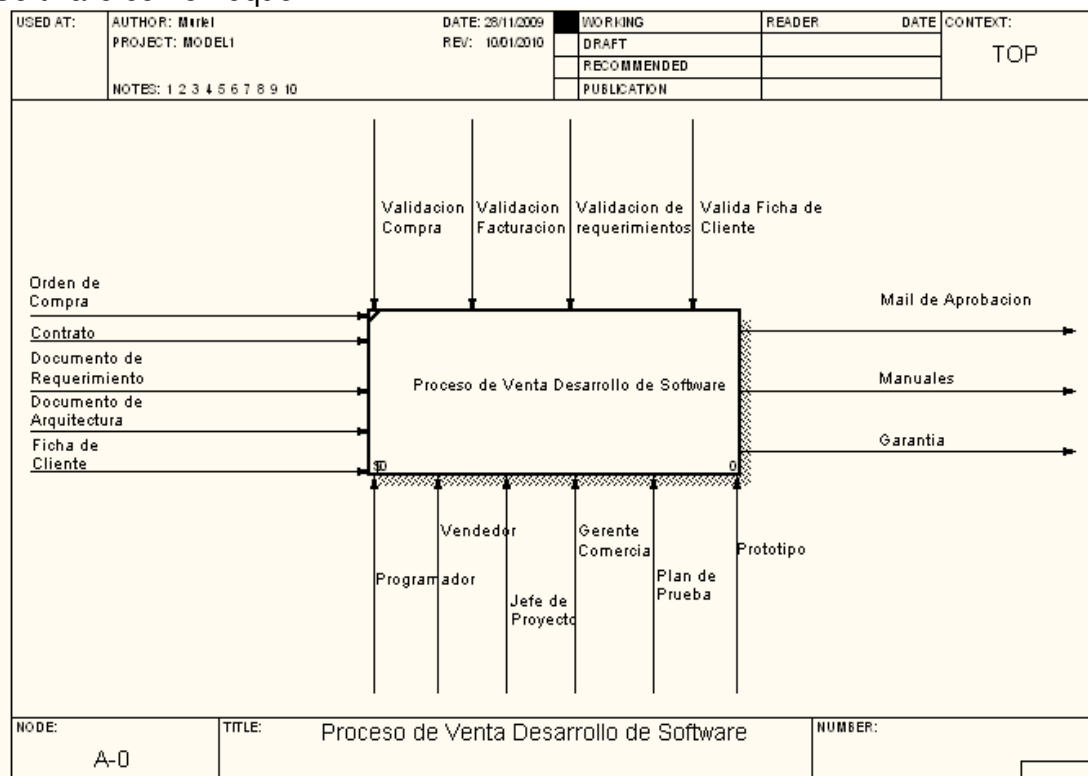 USED AT:
AUTHOR: Muriel
DATE: 28/11/2009
WORKING
READER
DATE
CONTEXT:
PROJECT: MODEL1
REV: 10/01/2010
DRAFT
TOP
RECOMMENDED
NOTES: 1 2 3 4 5 6 7 8 9 10
PUBLICATION
Validacion
Compra
Validacion
Facturacion
Validacion de
requerimientos
Valida Ficha de
Cliente
Orden de
Compra
Contrato
Documento de
Requerimiento
Documento de
Arquitectura
Ficha de
Cliente
Proceso de Venta Desarrollo de Software
$0
0
Mail de Aprobacion
Manuales
Garantia
Programador
Vendedor
Jefe de
Proyecto
Gerente
Comercia
Plan de
Prueba
Prototipo
NODE:
A-0
TITLE:
Proceso de Venta Desarrollo de Software
NUMBER: